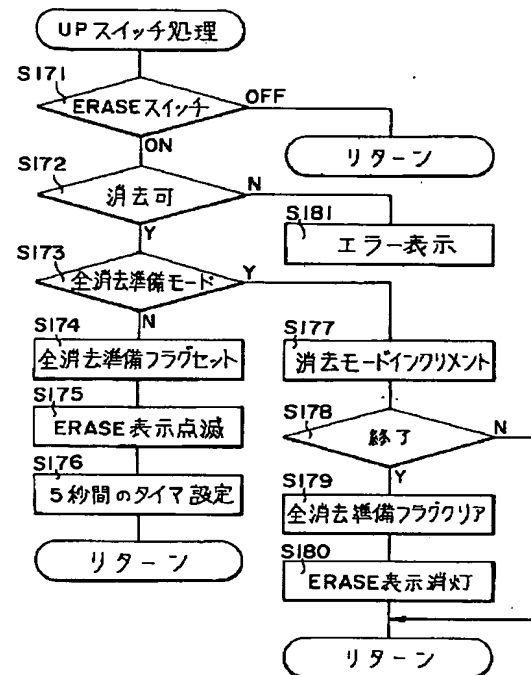 UPスイッチ処理
S171
ERASEスイッチ
OFF
ON
リターン
S172
消去可
N
Y
S181
エラー表示
S173
全消去準備モード
Y
N
S174
全消去準備フラグセット
S175
ERASE表示点滅
S176
5秒間のタイマ設定
リターン
S177
消去モードインクリメント
S178
終了
N
Y
S179
全消去準備フラグクリア
S180
ERASE表示消灯
リターン